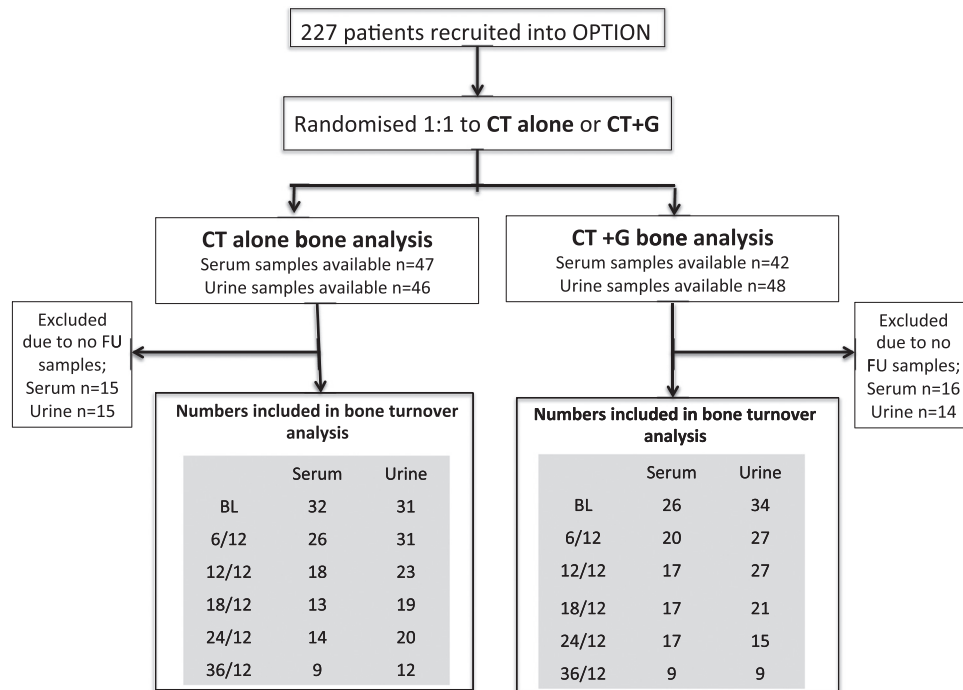 227 patients recruited into OPTION
Randomised 1:1 to CT alone or CT+G
CT alone bone analysis
Serum samples available n=47
Urine samples available n=46
CT +G bone analysis
Serum samples available n=42
Urine samples available n=48
Excluded
due to no FU
samples;
Serum n=15
Urine n=15
Excluded
due to no
FU samples;
Serum n=16
Urine n=14
Numbers included in bone turnover
analysis
Serum Urine
BL 32 31
6/12 26 31
12/12 18 23
18/12 13 19
24/12 14 20
36/12 9 12
Numbers included in bone turnover
analysis
Serum Urine
BL 26 34
6/12 20 27
12/12 17 27
18/12 17 21
24/12 17 15
36/12 9 9